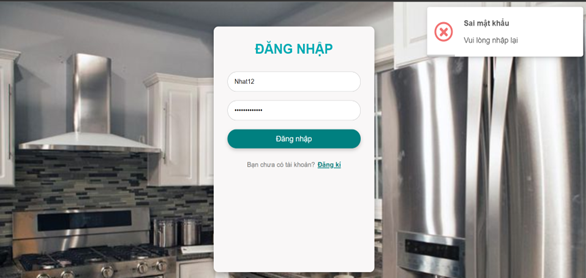 ĐĂNG NHẬP
Nhat12
•••••••••••••
Đăng nhập
Bạn chưa có tài khoản? Đăng kí
Sai mật khẩu
Vui lòng nhập lại